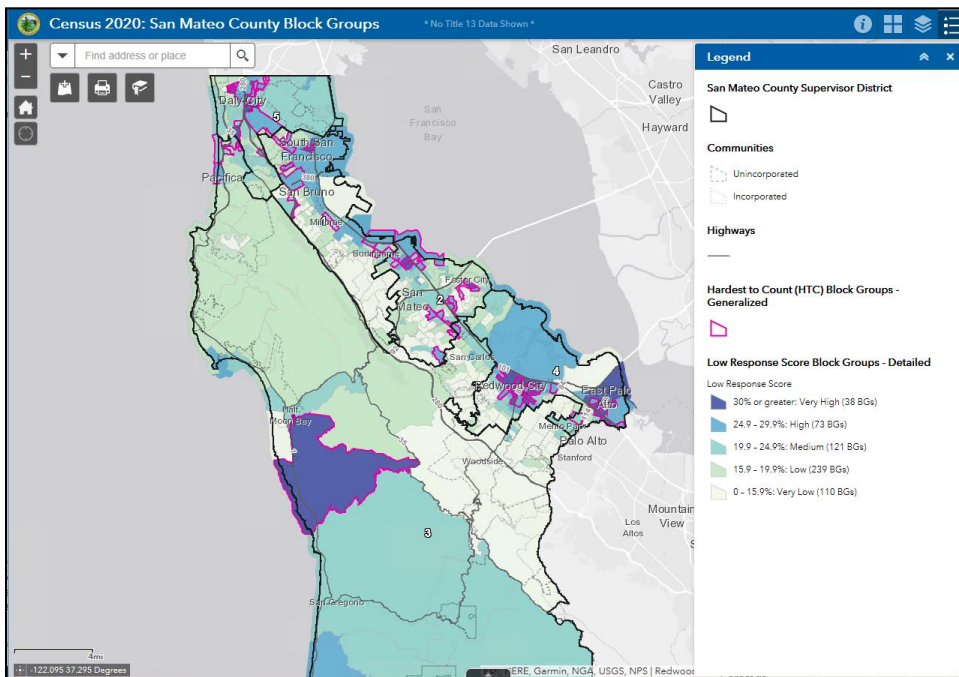 Census 2020: San Mateo County Block Groups
* No Title 13 Data Shown *
+
Find address or place
−
San Leandro
Castro
Valley
Hayward
San
Francisco
Bay
Daly City
5
South San
Francisco
Pacifica
380
San Bruno
1
Millbrae
Burlingame
Foster City
San
Mateo
2
San Carlos
101
4
Redwood City
East Palo
Alto
Menlo Park
Palo Alto
Half
Moon Bay
35
280
Stanford
Woodside
Mountain
View
Los
Altos
3
San Gregorio
4mi
-122.095 37.295 Degrees
ERE, Garmin, NGA, USGS, NPS | Redwood
Legend
San Mateo County Supervisor District
Communities
Unincorporated
Incorporated
Highways
Hardest to Count (HTC) Block Groups -
Generalized
Low Response Score Block Groups - Detailed
Low Response Score
30% or greater: Very High (38 BGs)
24.9 - 29.9%: High (73 BGs)
19.9 - 24.9%: Medium (121 BGs)
15.9 - 19.9%: Low (239 BGs)
0 - 15.9%: Very Low (110 BGs)